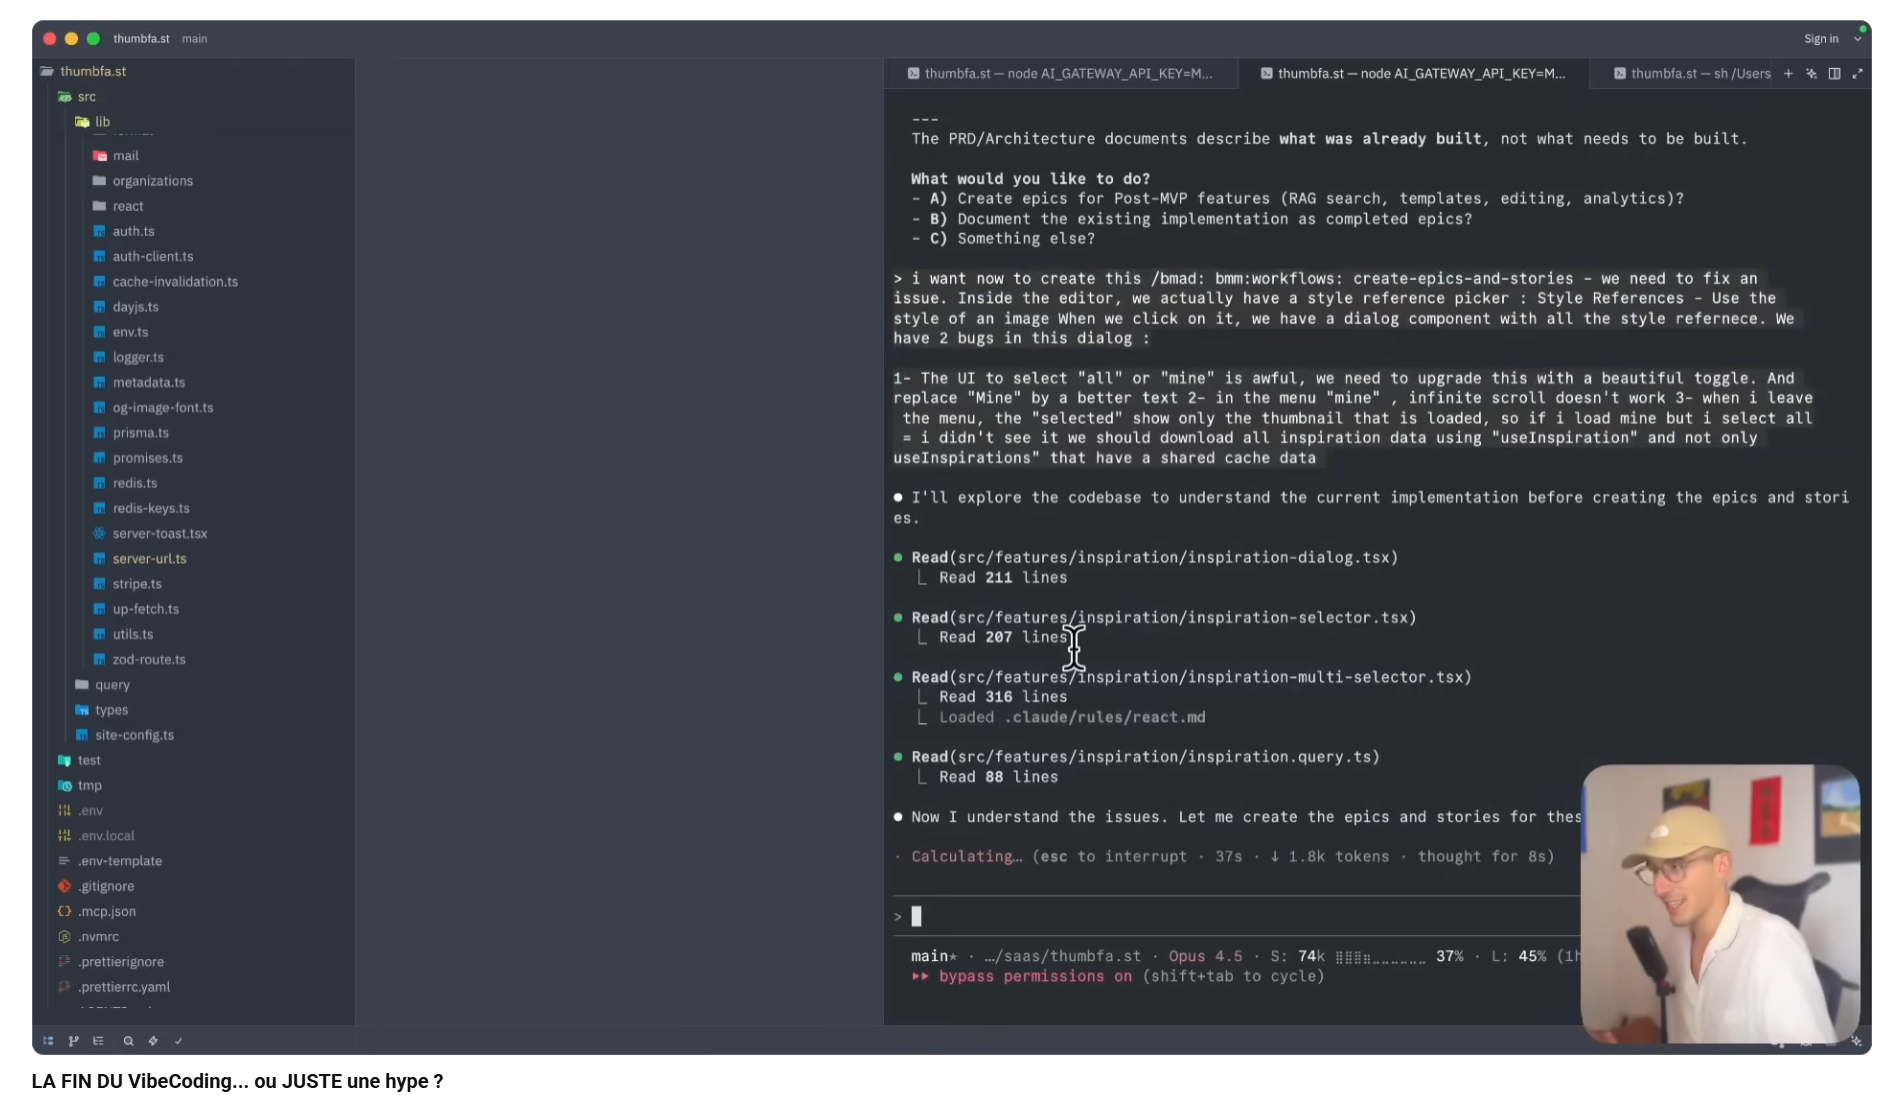 thumbfa.st main
Sign in
thumbfa.st
src
lib
mail
organizations
react
auth.ts
auth-client.ts
cache-invalidation.ts
dayjs.ts
env.ts
logger.ts
metadata.ts
og-image-font.ts
prisma.ts
promises.ts
redis.ts
redis-keys.ts
server-toast.tsx
server-url.ts
stripe.ts
up-fetch.ts
utils.ts
zod-route.ts
query
types
site-config.ts
test
tmp
.env
.env.local
.env-template
.gitignore
.mcp.json
.nvmrc
.prettierignore
.prettierrc.yaml
thumbfa.st — node AI_GATEWAY_API_KEY=M...
thumbfa.st — node AI_GATEWAY_API_KEY=M...
thumbfa.st — sh /Users
---
The PRD/Architecture documents describe what was already built, not what needs to be built.
What would you like to do?
- A) Create epics for Post-MVP features (RAG search, templates, editing, analytics)?
- B) Document the existing implementation as completed epics?
- C) Something else?
> i want now to create this /bmad: bmm:workflows: create-epics-and-stories - we need to fix an
issue. Inside the editor, we actually have a style reference picker : Style References - Use the
style of an image When we click on it, we have a dialog component with all the style refernece. We
have 2 bugs in this dialog :
1- The UI to select "all" or "mine" is awful, we need to upgrade this with a beautiful toggle. And
replace "Mine" by a better text 2- in the menu "mine" , infinite scroll doesn't work 3- when i leave
the menu, the "selected" show only the thumbnail that is loaded, so if i load mine but i select all
= i didn't see it we should download all inspiration data using "useInspiration" and not only
useInspirations" that have a shared cache data
● I'll explore the codebase to understand the current implementation before creating the epics and stori
es.
● Read(src/features/inspiration/inspiration-dialog.tsx)
⎿ Read 211 lines
● Read(src/features/inspiration/inspiration-selector.tsx)
⎿ Read 207 lines
● Read(src/features/inspiration/inspiration-multi-selector.tsx)
⎿ Read 316 lines
⎿ Loaded .claude/rules/react.md
● Read(src/features/inspiration/inspiration.query.ts)
⎿ Read 88 lines
● Now I understand the issues. Let me create the epics and stories for thes
· Calculating… (esc to interrupt · 37s · ↓ 1.8k tokens · thought for 8s)
>
main* · …/saas/thumbfa.st · Opus 4.5 · S: 74k 37% · L: 45% (1h
▸▸ bypass permissions on (shift+tab to cycle)
LA FIN DU VibeCoding... ou JUSTE une hype ?